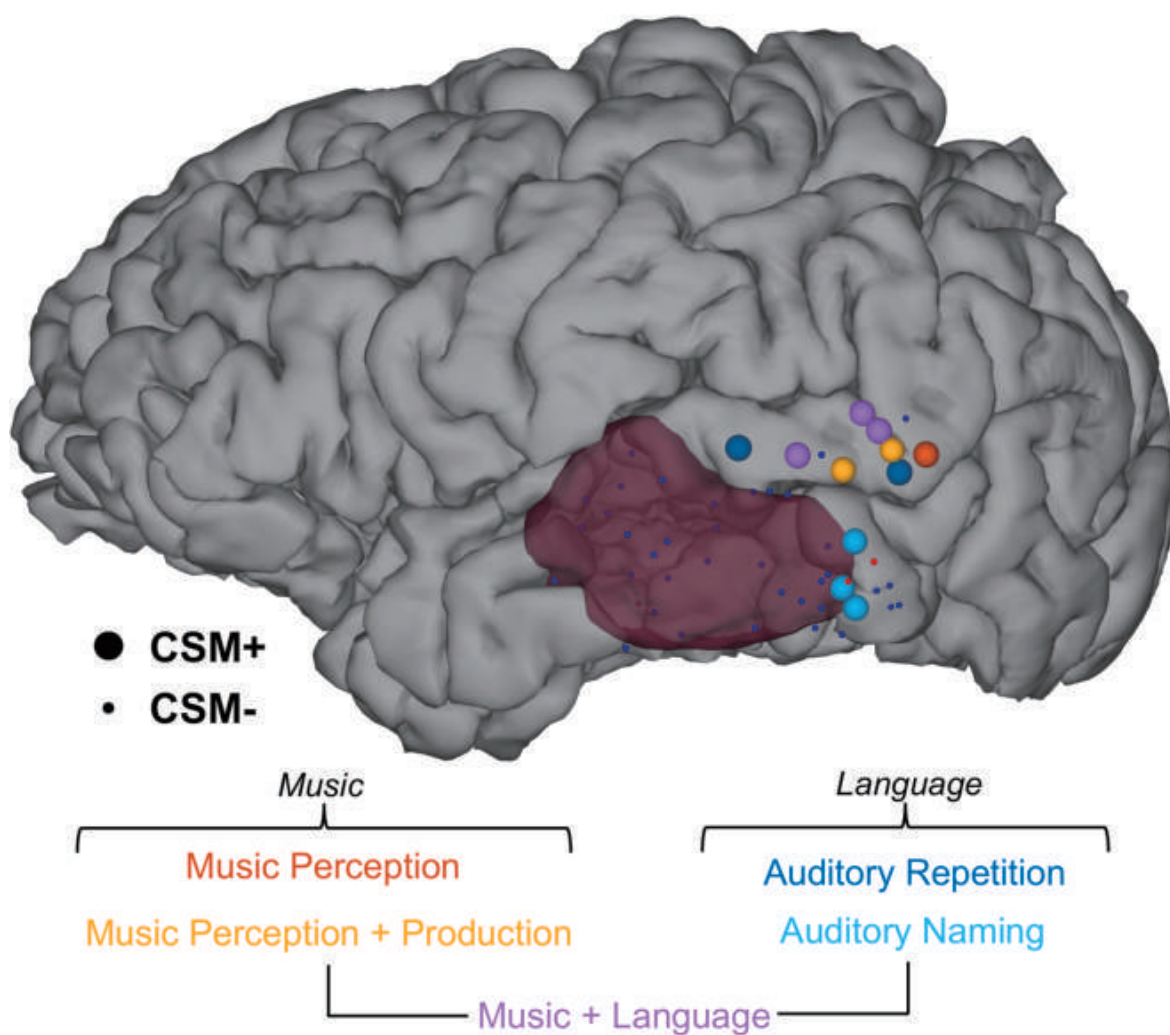 CSM+
CSM-
Music
Language
Music Perception
Auditory Repetition
Music Perception + Production
Auditory Naming
Music + Language